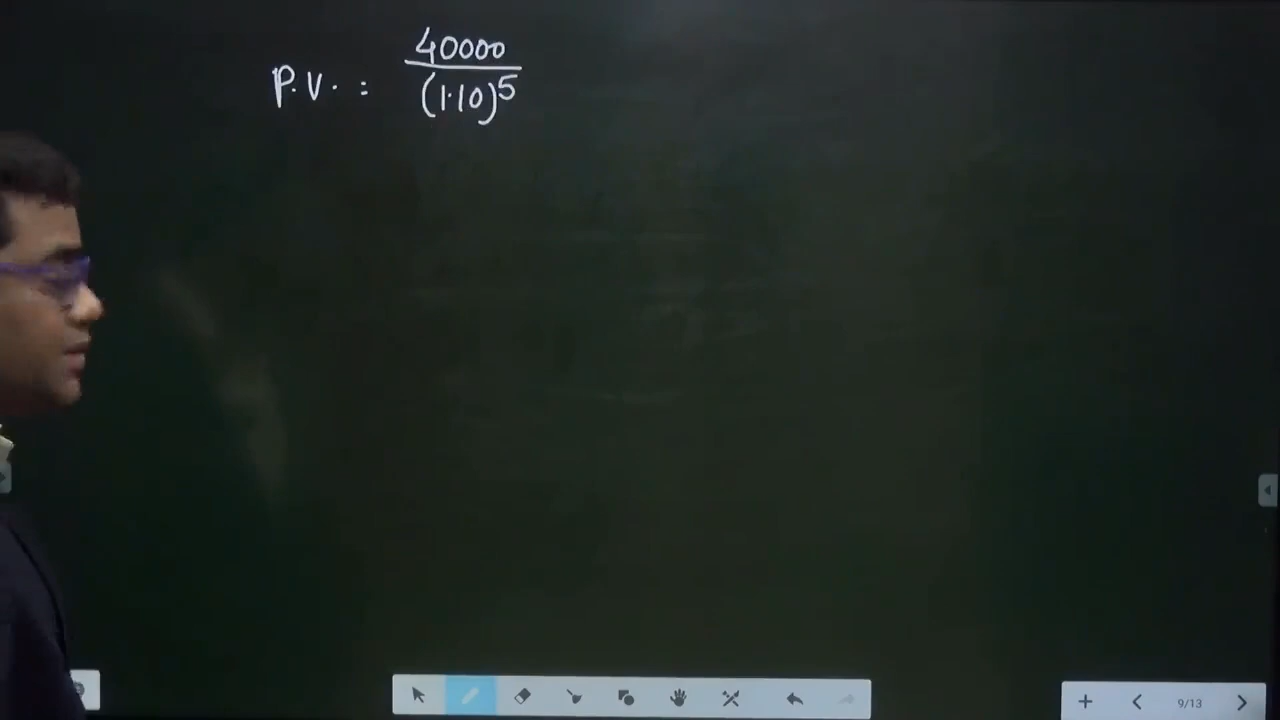 P.V. = 40000
(1.10)^5
9/13